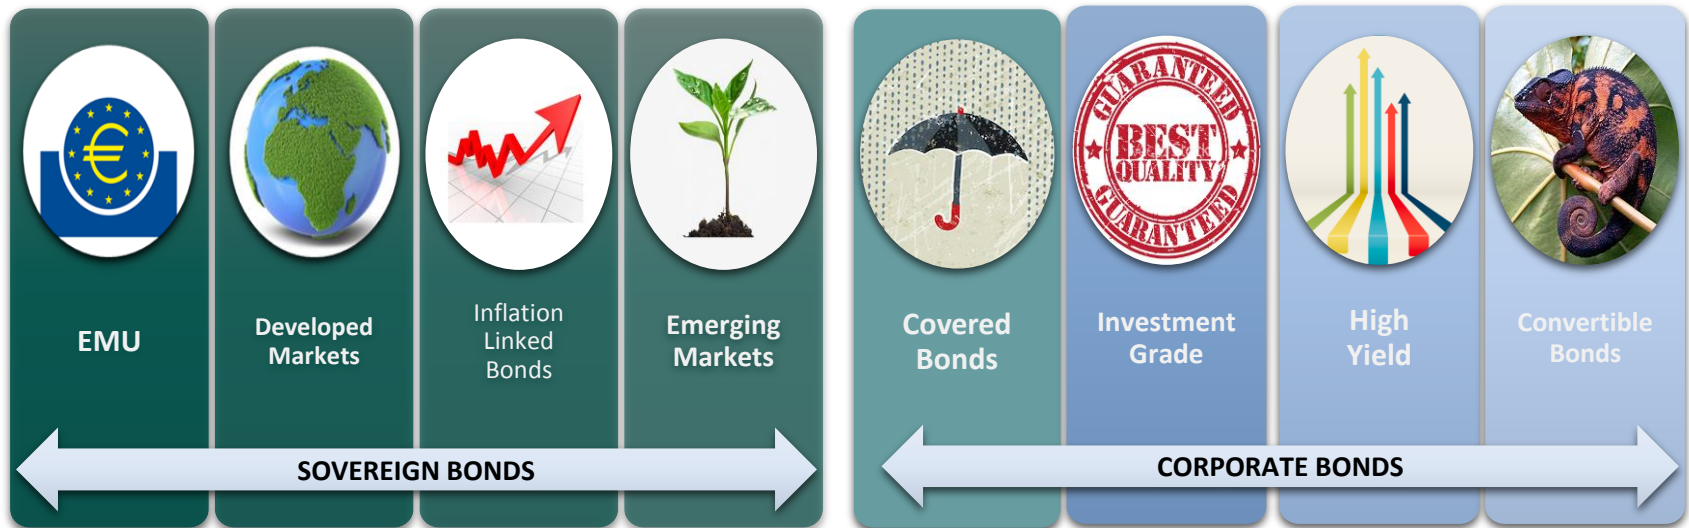 EMU
Developed
Markets
Inflation
Linked
Bonds
Emerging
Markets
SOVEREIGN BONDS
Covered
Bonds
GUARANTEED
BEST
QUALITY
GUARANTEED
Investment
Grade
High
Yield
Convertible
Bonds
CORPORATE BONDS